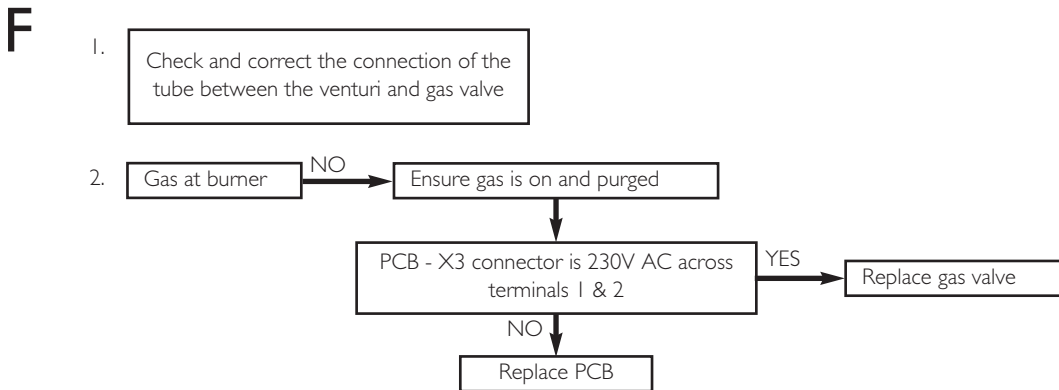 F
1. Check and correct the connection of the
tube between the venturi and gas valve
2. Gas at burner NO Ensure gas is on and purged
PCB - X3 connector is 230V AC across
terminals 1 & 2
YES
Replace gas valve
NO
Replace PCB